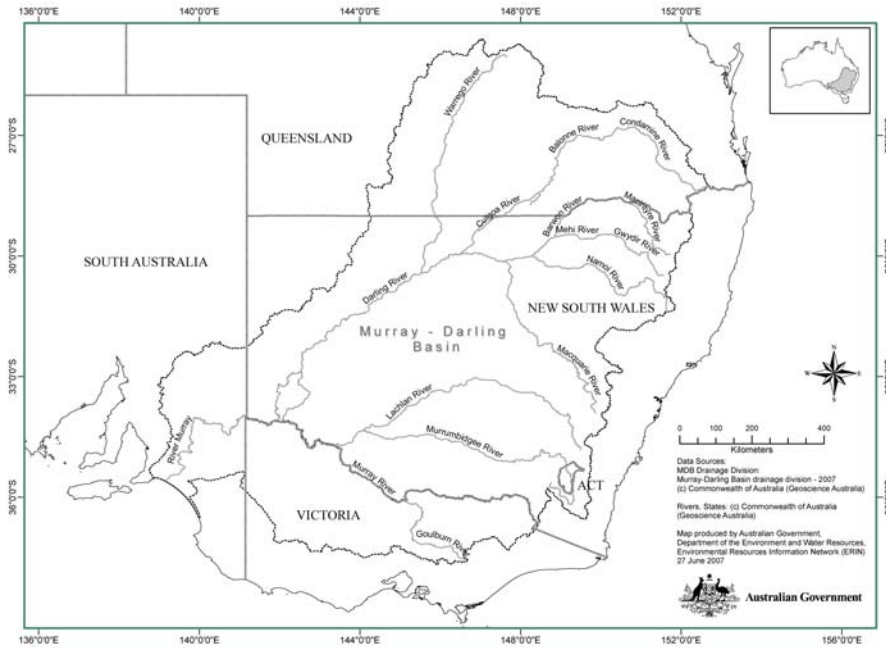 136°0'0"E
140°0'0"E
144°0'0"E
148°0'0"E
152°0'0"E
27°0'0"S
30°0'0"S
33°0'0"S
36°0'0"S
QUEENSLAND
SOUTH AUSTRALIA
NEW SOUTH WALES
VICTORIA
ACT
Warrego River
Balonne River
Condamine River
Culgoa River
Barwon River
Macintyre River
Mehi River
Gwydir River
Namoi River
Darling River
Murray - Darling
Basin
Macquarie River
Lachlan River
Murrumbidgee River
River Murray
Murray River
Goulburn River
N
W
E
S
0 50 100 200 300 400
Kilometers
Data Sources:
MDB Drainage Division:
Murray-Darling Basin drainage division - 2007
(c) Commonwealth of Australia (Geoscience Australia)
Rivers, States: (c) Commonwealth of Australia
(Geoscience Australia)
Map produced by Australian Government,
Department of the Environment and Water Resources,
Environmental Resources Information Network (ERIN)
27 June 2007
Australian Government
136°0'0"E
140°0'0"E
144°0'0"E
148°0'0"E
152°0'0"E
156°0'0"E